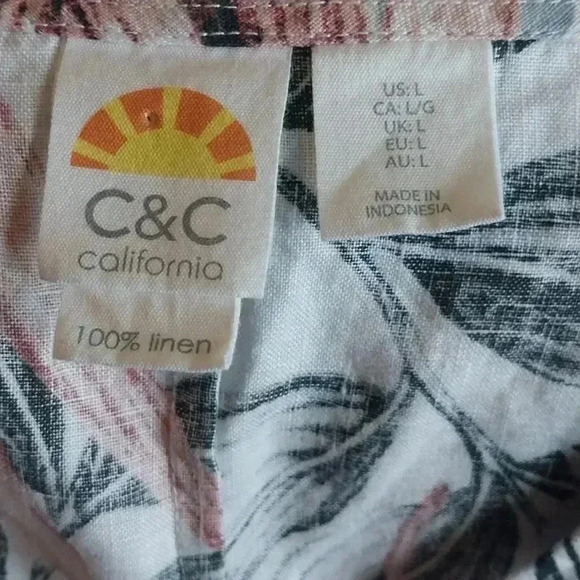 C&C
california
100% linen
US: L
CA: L/G
UK: L
EU: L
AU: L
MADE IN
INDONESIA